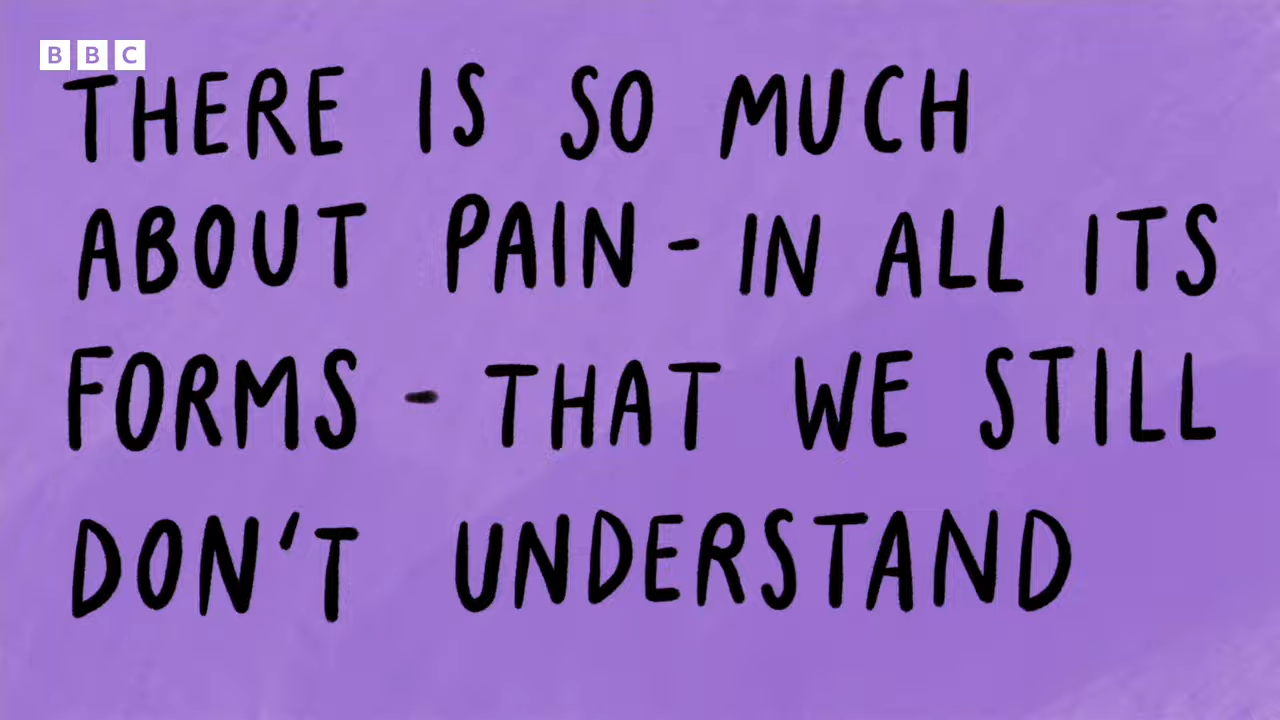 BBC
THERE IS SO MUCH
ABOUT PAIN - IN ALL ITS
FORMS - THAT WE STILL
DON'T UNDERSTAND